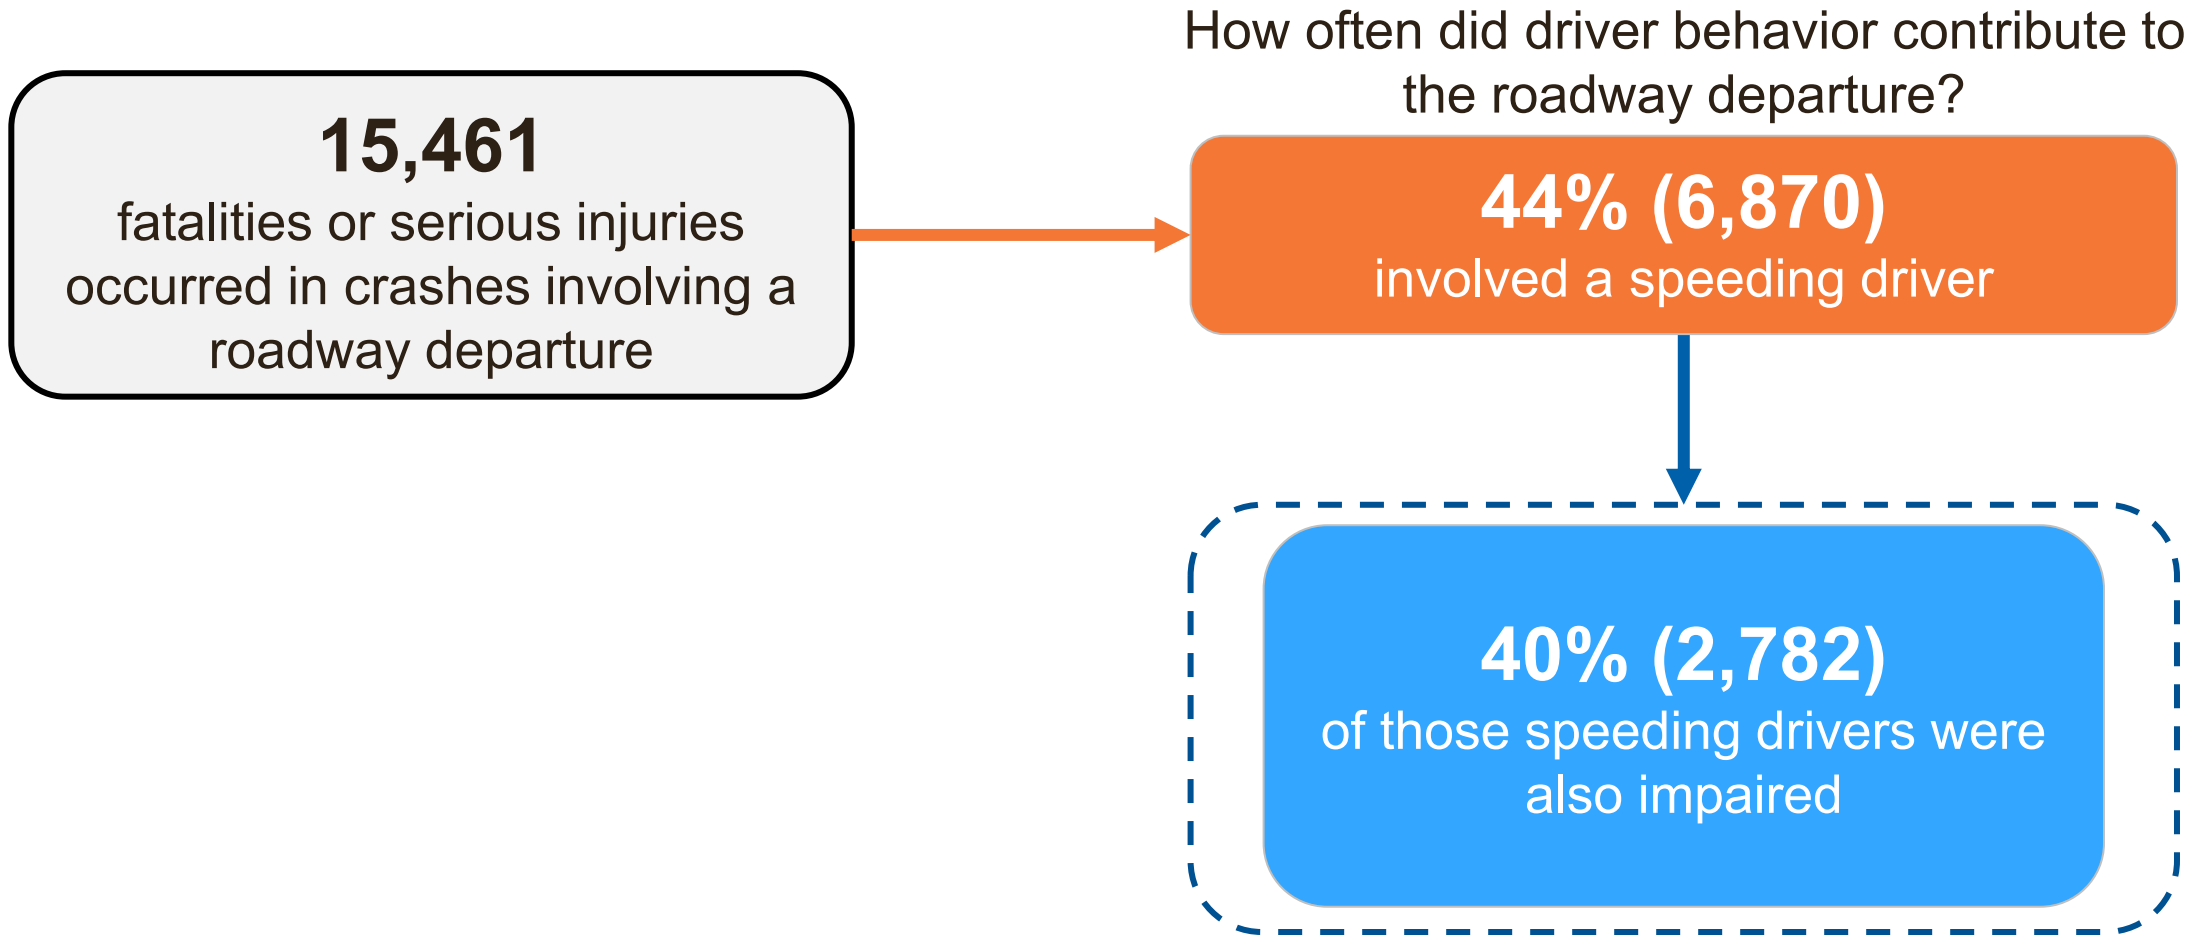 How often did driver behavior contribute to
the roadway departure?
15,461
fatalities or serious injuries
occurred in crashes involving a
roadway departure
44% (6,870)
involved a speeding driver
40% (2,782)
of those speeding drivers were
also impaired